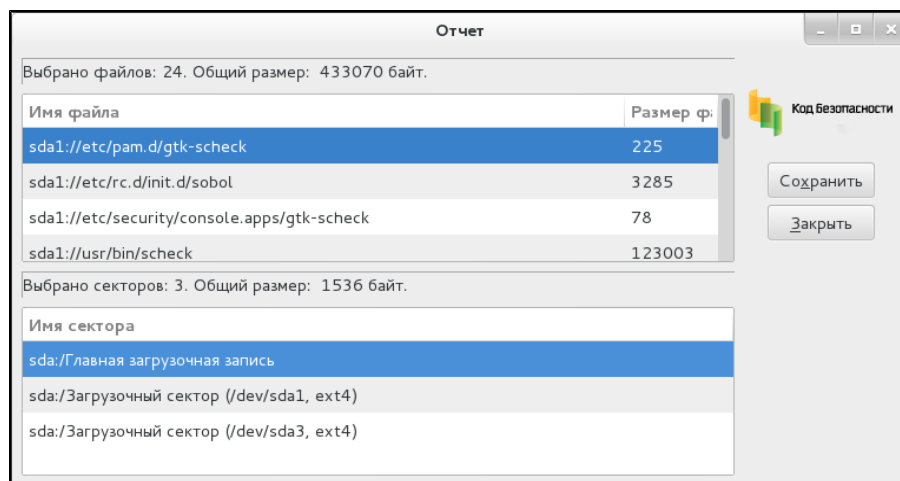 Отчет
Выбрано файлов: 24. Общий размер: 433070 байт.
Имя файла Размер фа
sda1://etc/pam.d/gtk-scheck 225
sda1://etc/rc.d/init.d/sobol 3285
sda1://etc/security/console.apps/gtk-scheck 78
sda1://usr/bin/scheck 123003
Выбрано секторов: 3. Общий размер: 1536 байт.
Имя сектора
sda:/Главная загрузочная запись
sda:/Загрузочный сектор (/dev/sda1, ext4)
sda:/Загрузочный сектор (/dev/sda3, ext4)
Код Безопасности
Сохранить
Закрыть